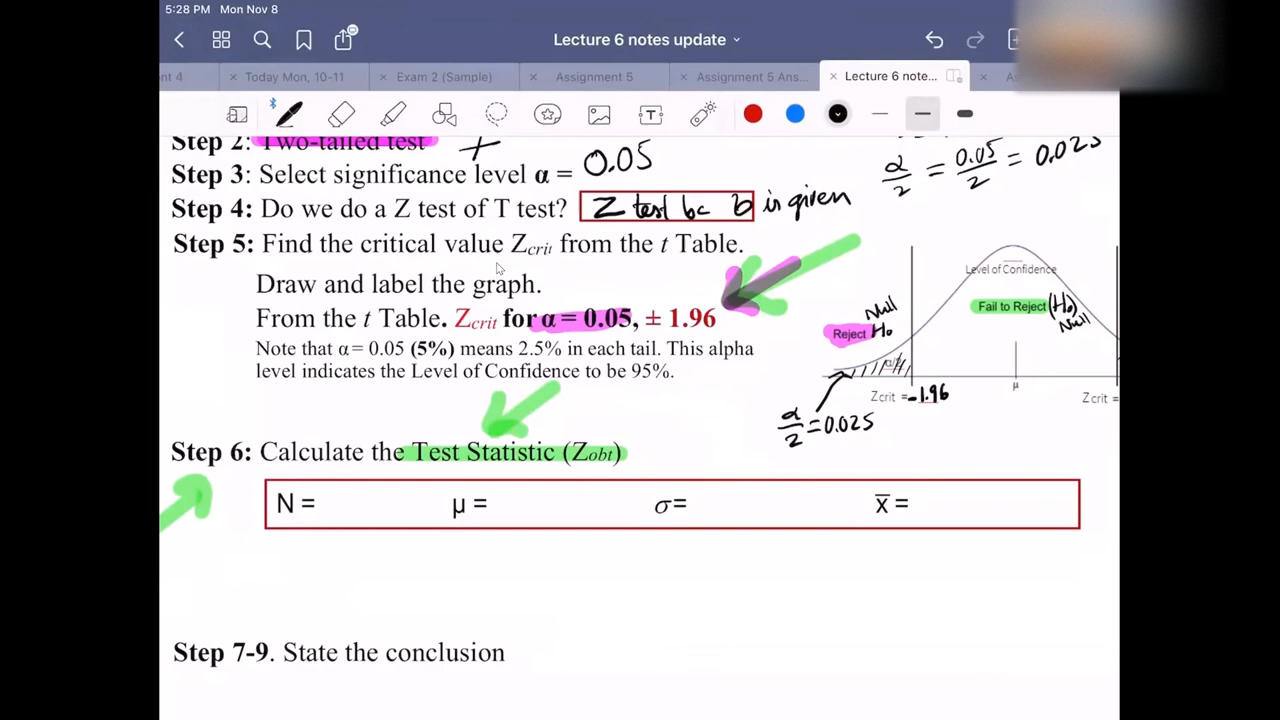 5:28 PM Mon Nov 8
Lecture 6 notes update
nt 4
Today Mon, 10-11
Exam 2 (Sample)
Assignment 5
Assignment 5 Ans...
Lecture 6 note...
Step 2: Two-tailed test
Step 3: Select significance level α = 0.05
α/2 = 0.05/2 = 0.025
Step 4: Do we do a Z test of T test? Z test bc σ is given
Step 5: Find the critical value Zcrit from the t Table.
Draw and label the graph.
From the t Table. Zcrit for α = 0.05, ± 1.96
Note that α = 0.05 (5%) means 2.5% in each tail. This alpha
level indicates the Level of Confidence to be 95%.
Level of Confidence
Fail to Reject (H0)
Null
Null
Reject H0
α/2
μ
Zcrit = -1.96
Zcrit =
α/2 = 0.025
Step 6: Calculate the Test Statistic (Zobt)
N = μ = σ= x̅ =
Step 7-9. State the conclusion